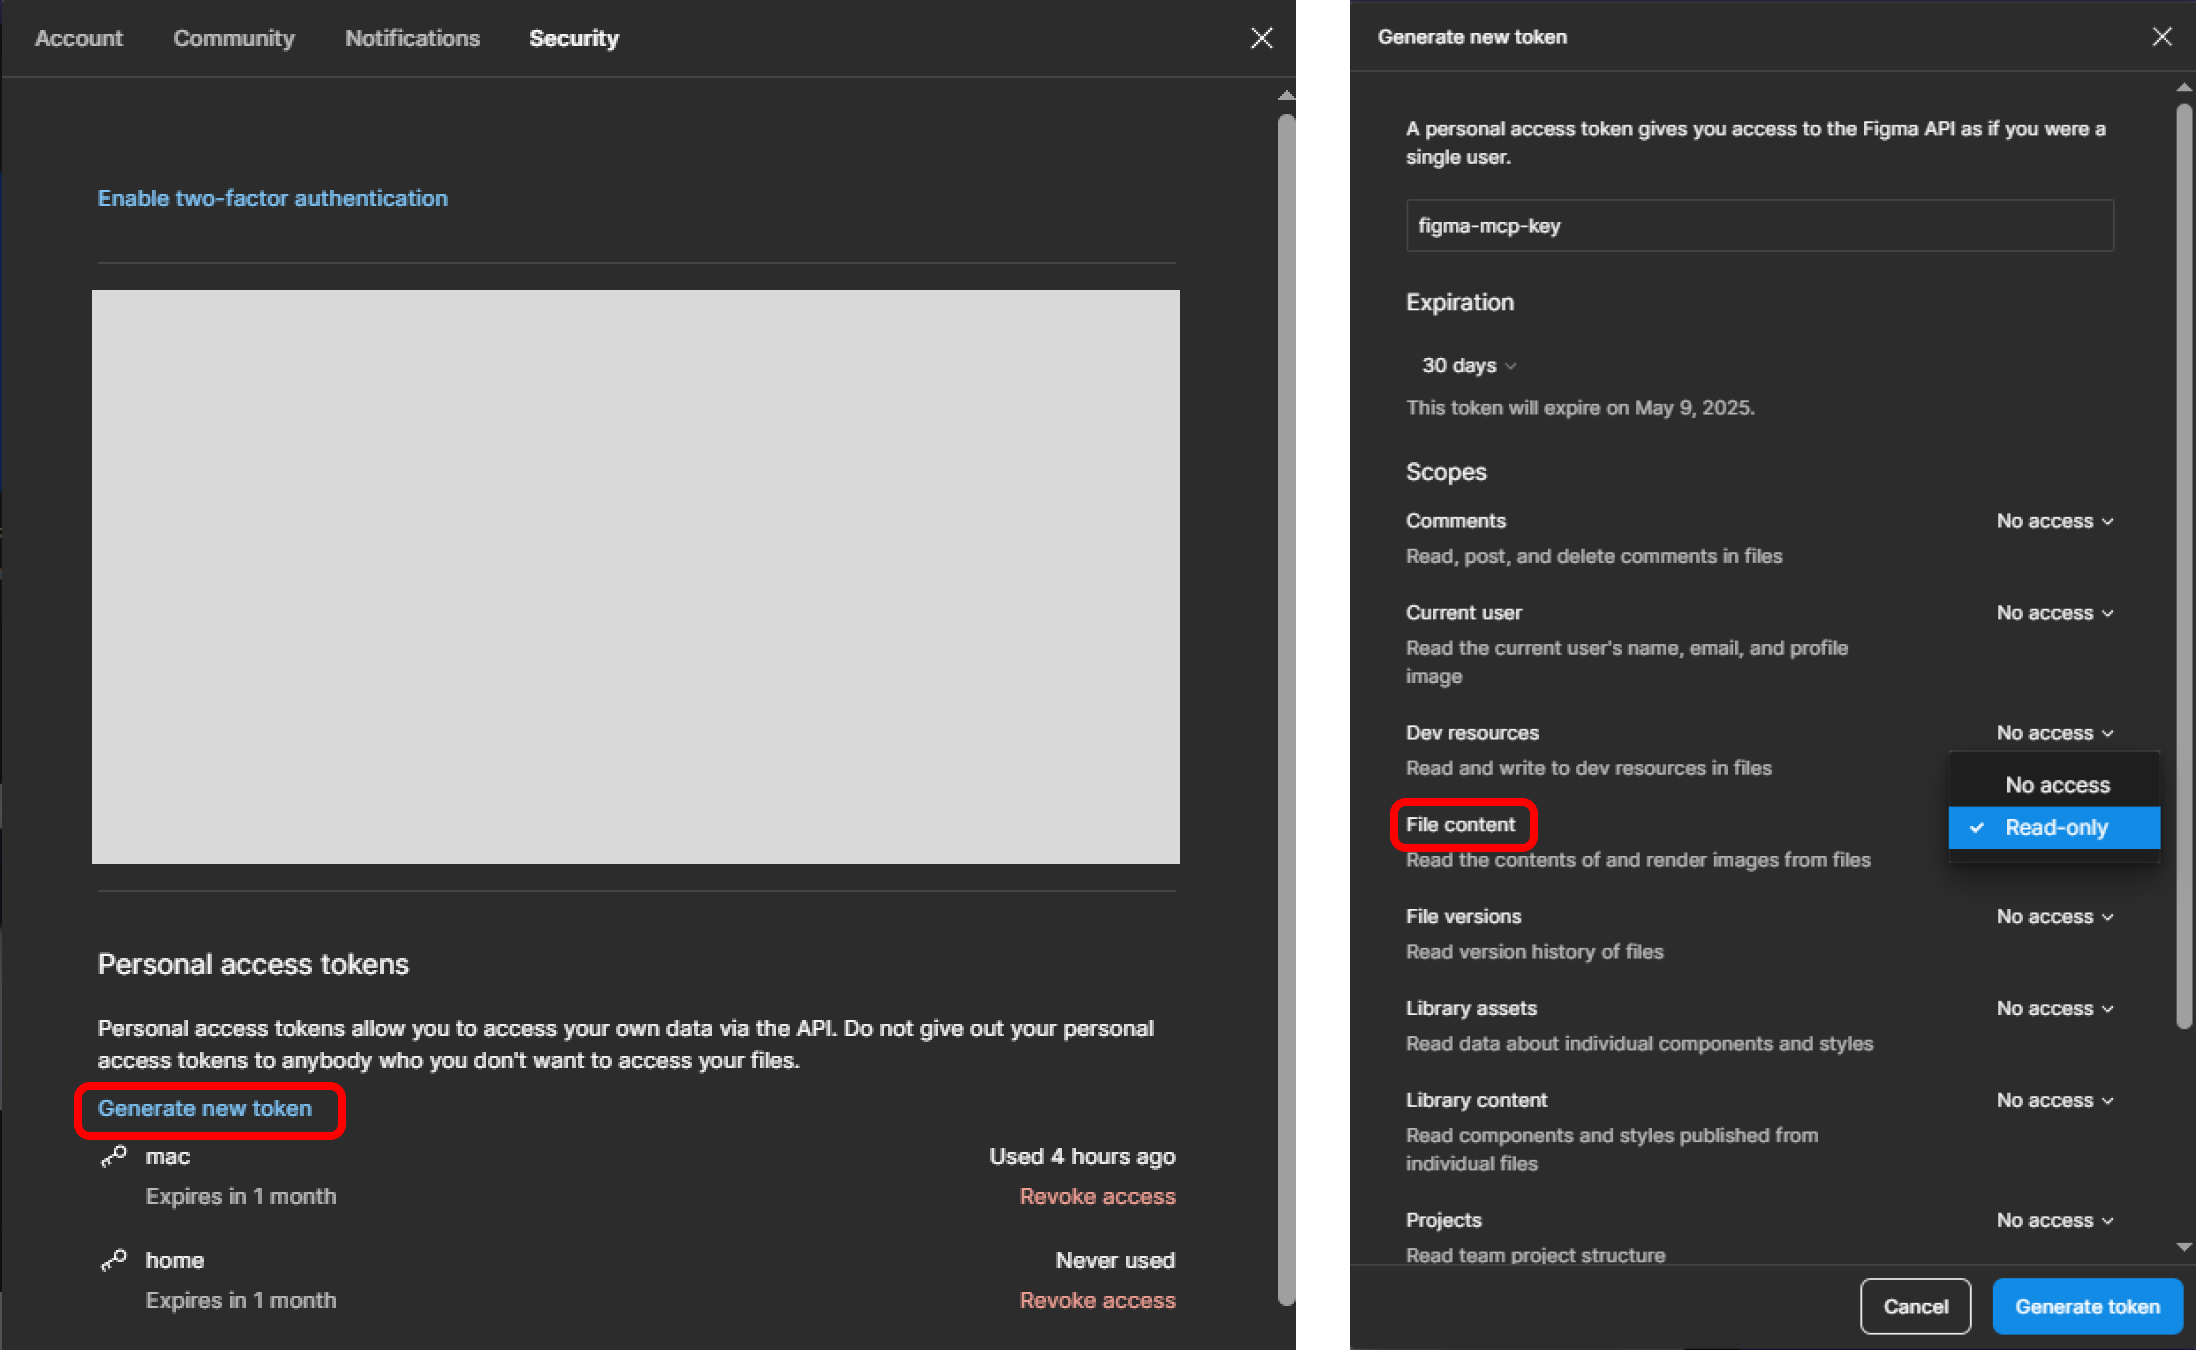 Account Community Notifications Security
Enable two-factor authentication
Personal access tokens
Personal access tokens allow you to access your own data via the API. Do not give out your personal
access tokens to anybody who you don't want to access your files.
Generate new token
mac Used 4 hours ago
Expires in 1 month Revoke access
home Never used
Expires in 1 month Revoke access
Generate new token
A personal access token gives you access to the Figma API as if you were a
single user.
figma-mcp-key
Expiration
30 days
This token will expire on May 9, 2025.
Scopes
Comments No access
Read, post, and delete comments in files
Current user No access
Read the current user's name, email, and profile
image
Dev resources No access
Read and write to dev resources in files
No access
File content Read-only
Read the contents of and render images from files
File versions No access
Read version history of files
Library assets No access
Read data about individual components and styles
Library content No access
Read components and styles published from
individual files
Projects No access
Read team project structure
Cancel Generate token